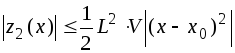 |z₂(x)| ≤ 1/2 L² · V|(x − x₀)²|